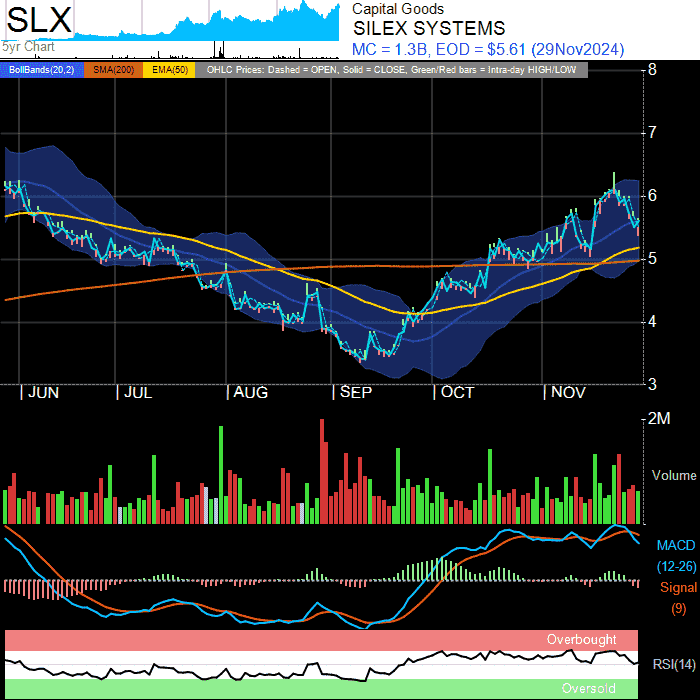 SLX
Capital Goods
SILEX SYSTEMS
MC = 1.3B, EOD = $5.61 (29Nov2024)
5yr Chart
BollBands(20,2) SMA(200) EMA(50) OHLC Prices: Dashed = OPEN, Solid = CLOSE, Green/Red bars = Intra-day HIGH/LOW
8
7
6
5
4
3
| JUN | JUL | AUG | SEP | OCT | NOV
2M
Volume
MACD
(12-26)
Signal
(9)
Overbought
RSI(14)
Oversold